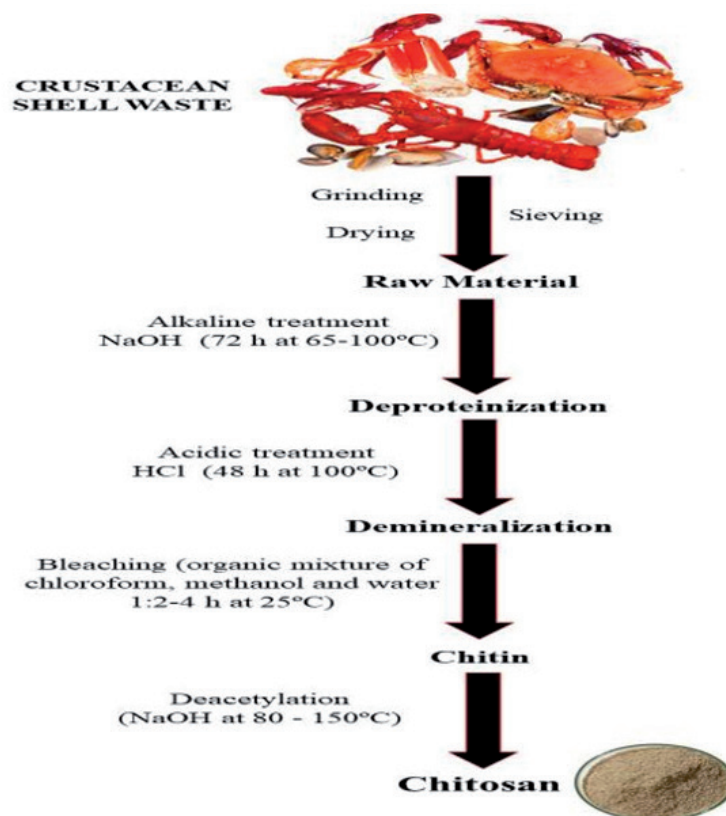 CRUSTACEAN
SHELL WASTE
Grinding
Sieving
Drying
Raw Material
Alkaline treatment
NaOH (72 h at 65-100ºC)
Deproteinization
Acidic treatment
HCl (48 h at 100ºC)
Demineralization
Bleaching (organic mixture of
chloroform, methanol and water
1:2-4 h at 25ºC)
Chitin
Deacetylation
(NaOH at 80 - 150ºC)
Chitosan